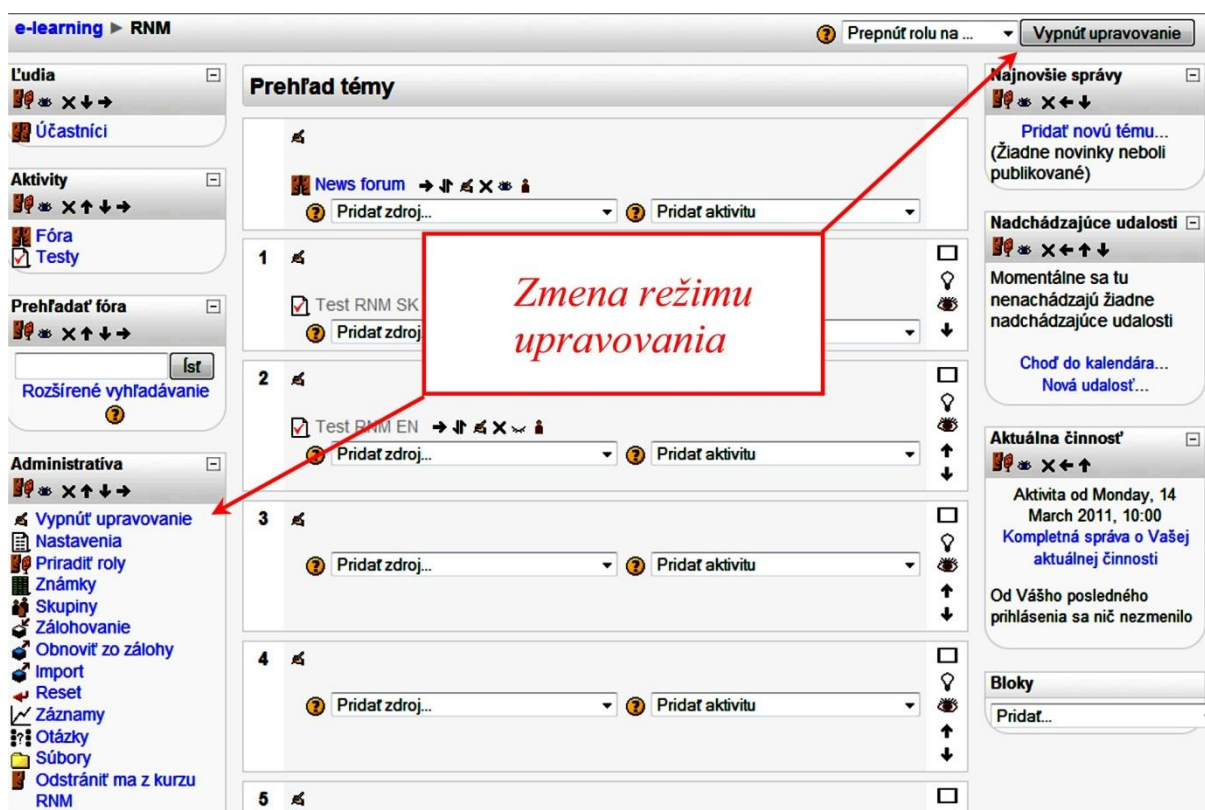 e-learning ► RNM
Prepnúť rolu na ...
Vypnúť upravovanie
Ľudia
Účastníci
Aktivity
Fóra
Testy
Prehľadať fóra
Ísť
Rozšírené vyhľadávanie
Administratíva
Vypnúť upravovanie
Nastavenia
Priradiť roly
Známky
Skupiny
Zálohovanie
Obnoviť zo zálohy
Import
Reset
Záznamy
Otázky
Súbory
Odstrániť ma z kurzu
RNM
Prehľad témy
News forum
Pridať zdroj...
Pridať aktivitu
1
Test RNM SK
Pridať zdroj
Zmena režimu
upravovania
2
Test RNM EN
Pridať zdroj...
Pridať aktivitu
3
Pridať zdroj...
Pridať aktivitu
4
Pridať zdroj...
Pridať aktivitu
5
Najnovšie správy
Pridať novú tému...
(Žiadne novinky neboli
publikované)
Nadchádzajúce udalosti
Momentálne sa tu
nenachádzajú žiadne
nadchádzajúce udalosti
Choď do kalendára...
Nová udalosť...
Aktuálna činnosť
Aktivita od Monday, 14
March 2011, 10:00
Kompletná správa o Vašej
aktuálnej činnosti
Od Vášho posledného
prihlásenia sa nič nezmenilo
Bloky
Pridať...